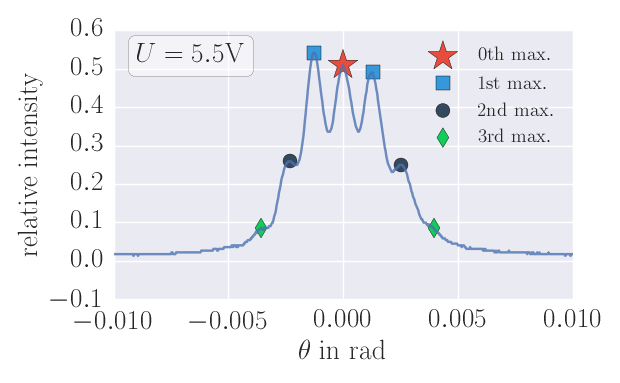 U = 5.5V
0th max.
1st max.
2nd max.
3rd max.
relative intensity
0.6
0.5
0.4
0.3
0.2
0.1
0.0
−0.1
−0.010 −0.005 0.000 0.005 0.010
θ in rad